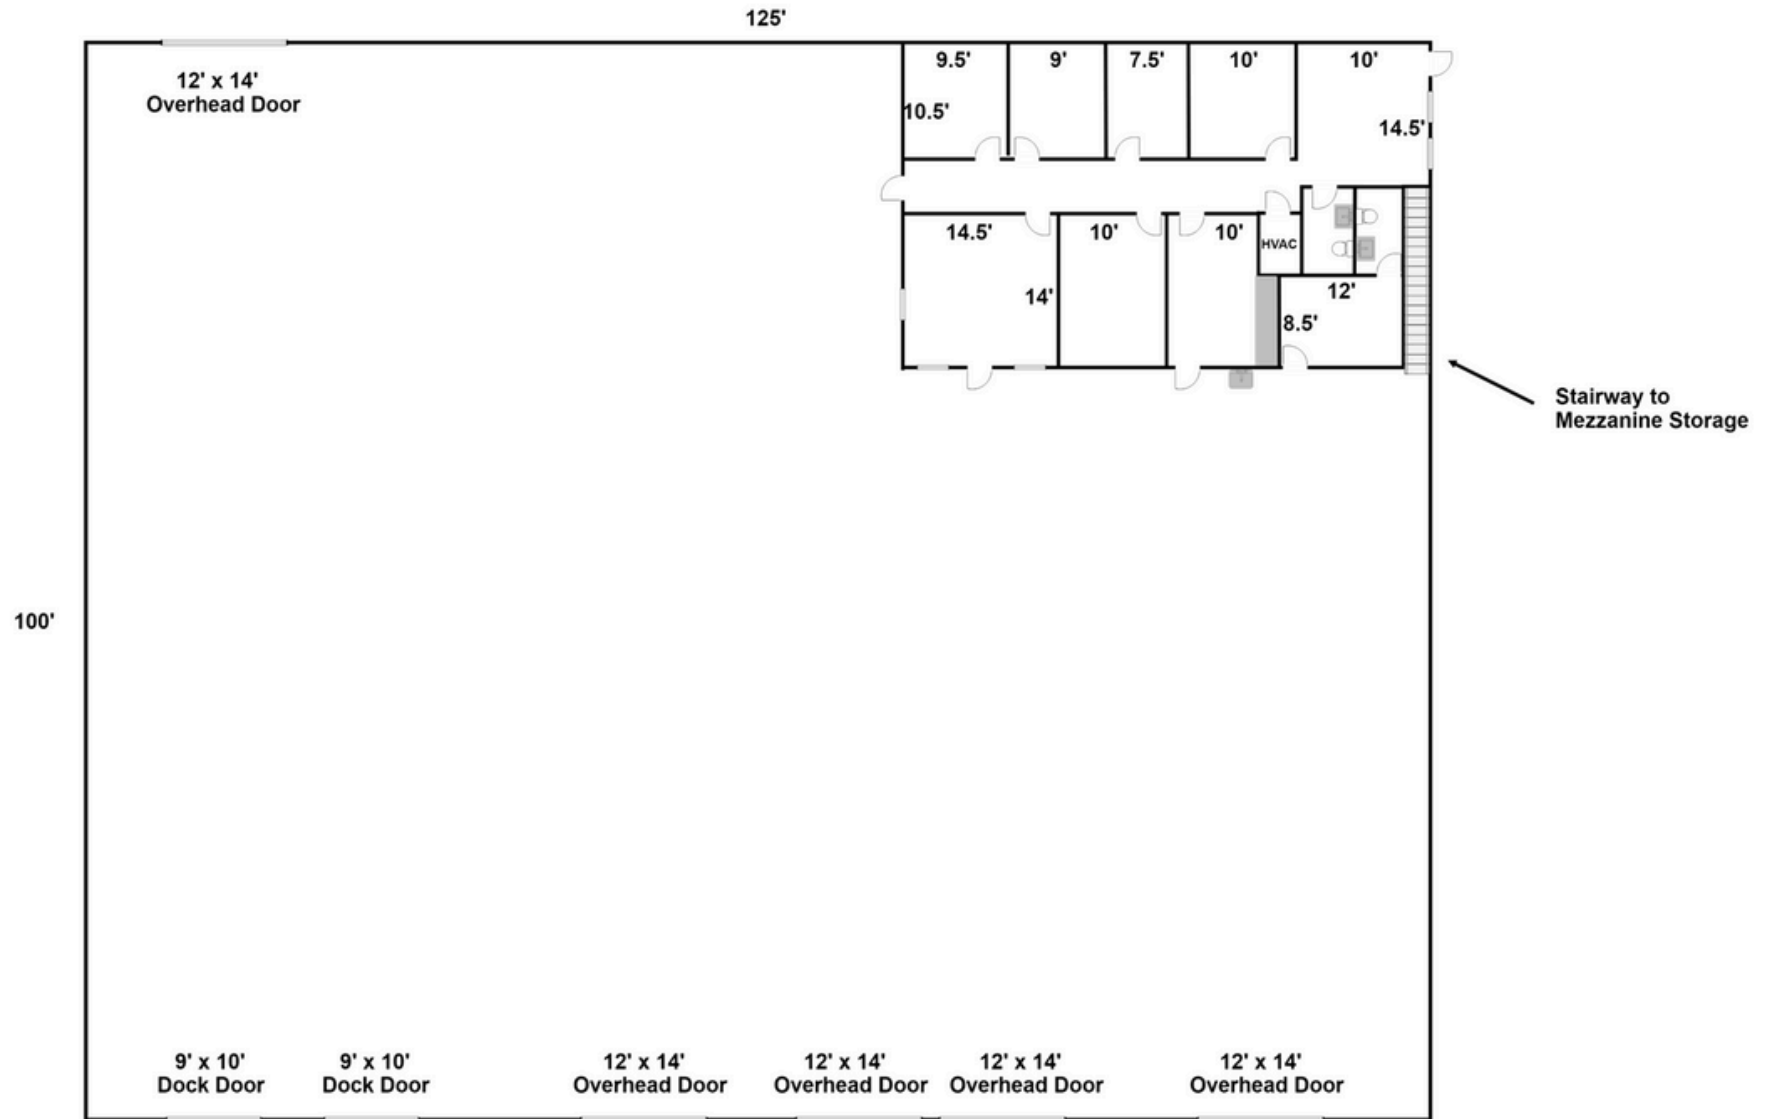 125'
12' x 14'
Overhead Door
9.5'
9'
7.5'
10'
10'
10.5'
14.5'
14.5'
10'
10'
HVAC
14'
12'
8.5'
Stairway to
Mezzanine Storage
100'
9' x 10'
Dock Door
9' x 10'
Dock Door
12' x 14'
Overhead Door
12' x 14'
Overhead Door
12' x 14'
Overhead Door
12' x 14'
Overhead Door